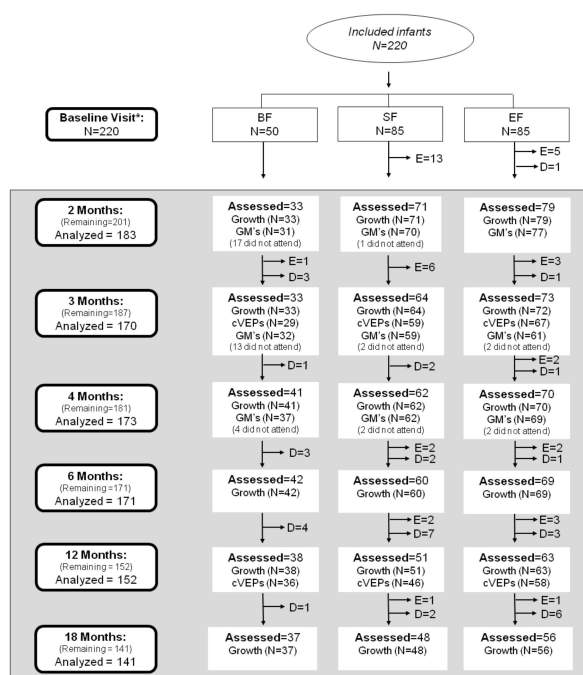 Included infants
N=220
Baseline Visit*:
N=220
BF
N=50
SF
N=85
EF
N=85
E=13
E=5
D=1
2 Months:
(Remaining=201)
Analyzed = 183
Assessed=33
Growth (N=33)
GM's (N=31)
(17 did not attend)
Assessed=71
Growth (N=71)
GM's (N=70)
(1 did not attend)
Assessed=79
Growth (N=79)
GM's (N=77)
E=1
D=3
E=6
E=3
D=1
3 Months:
(Remaining=187)
Analyzed = 170
Assessed=33
Growth (N=33)
cVEPs (N=29)
GM's (N=32)
(13 did not attend)
Assessed=64
Growth (N=64)
cVEPs (N=59)
GM's (N=59)
(2 did not attend)
Assessed=73
Growth (N=72)
cVEPs (N=67)
GM's (N=61)
(2 did not attend)
D=1
D=2
E=2
D=1
4 Months:
(Remaining=181)
Analyzed = 173
Assessed=41
Growth (N=41)
GM's (N=37)
(4 did not attend)
Assessed=62
Growth (N=62)
GM's (N=62)
(2 did not attend)
Assessed=70
Growth (N=70)
GM's (N=69)
(2 did not attend)
D=3
E=2
D=2
E=2
D=1
6 Months:
(Remaining=171)
Analyzed = 171
Assessed=42
Growth (N=42)
Assessed=60
Growth (N=60)
Assessed=69
Growth (N=69)
D=4
E=2
D=7
E=3
D=3
12 Months:
(Remaining = 152)
Analyzed = 152
Assessed=38
Growth (N=38)
cVEPs (N=36)
Assessed=51
Growth (N=51)
cVEPs (N=46)
Assessed=63
Growth (N=63)
cVEPs (N=58)
D=1
E=1
D=2
E=1
D=6
18 Months:
(Remaining = 141)
Analyzed = 141
Assessed=37
Growth (N=37)
Assessed=48
Growth (N=48)
Assessed=56
Growth (N=56)